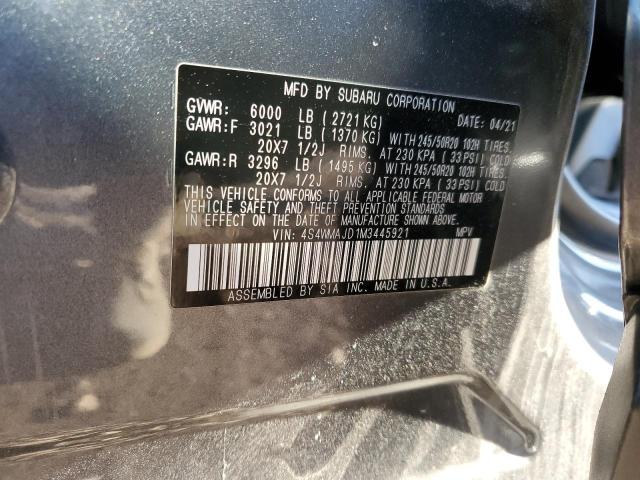 MFD BY SUBARU CORPORATION
GVWR: 6000 LB (2721 KG) DATE: 04/21
GAWR:F 3021 LB (1370 KG) WITH 245/50R20 102H TIRES.
20X7 1/2J RIMS. AT 230 KPA (33 PSI) COLD
GAWR:R 3296 LB (1495 KG) WITH 245/50R20 102H TIRES.
20X7 1/2J RIMS. AT 230 KPA (33 PSI) COLD
THIS VEHICLE CONFORMS TO ALL APPLICABLE FEDERAL MOTOR
VEHICLE SAFETY AND THEFT PREVENTION STANDARDS
IN EFFECT ON THE DATE OF MANUFACTURE SHOWN ABOVE.
VIN: 4S4WMAJD1M3445921 MPV
ASSEMBLED BY SIA INC. MADE IN U.S.A.